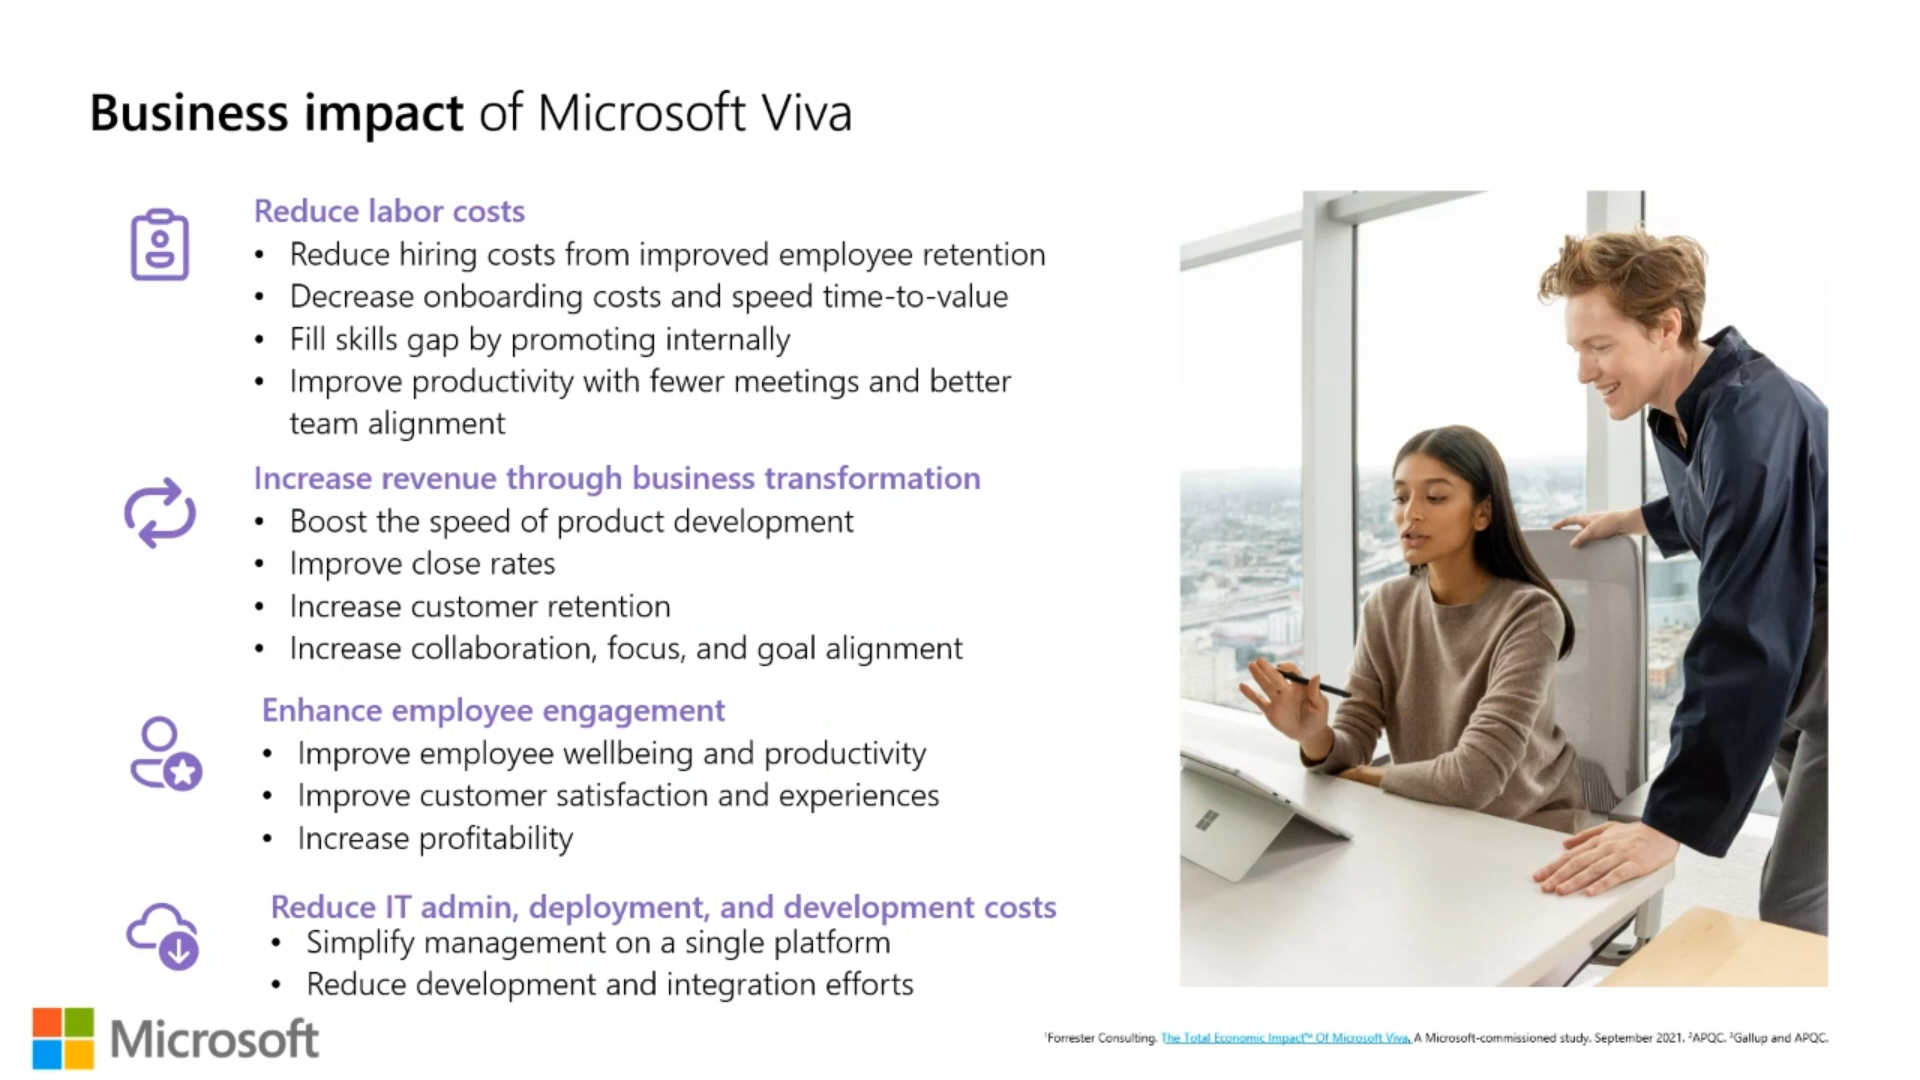 Business impact of Microsoft Viva
Reduce labor costs
• Reduce hiring costs from improved employee retention
• Decrease onboarding costs and speed time-to-value
• Fill skills gap by promoting internally
• Improve productivity with fewer meetings and better
team alignment
Increase revenue through business transformation
• Boost the speed of product development
• Improve close rates
• Increase customer retention
• Increase collaboration, focus, and goal alignment
Enhance employee engagement
• Improve employee wellbeing and productivity
• Improve customer satisfaction and experiences
• Increase profitability
Reduce IT admin, deployment, and development costs
• Simplify management on a single platform
• Reduce development and integration efforts
Microsoft
¹Forrester Consulting. The Total Economic Impact™ Of Microsoft Viva. A Microsoft-commissioned study. September 2021. ²APQC. ³Gallup and APQC.